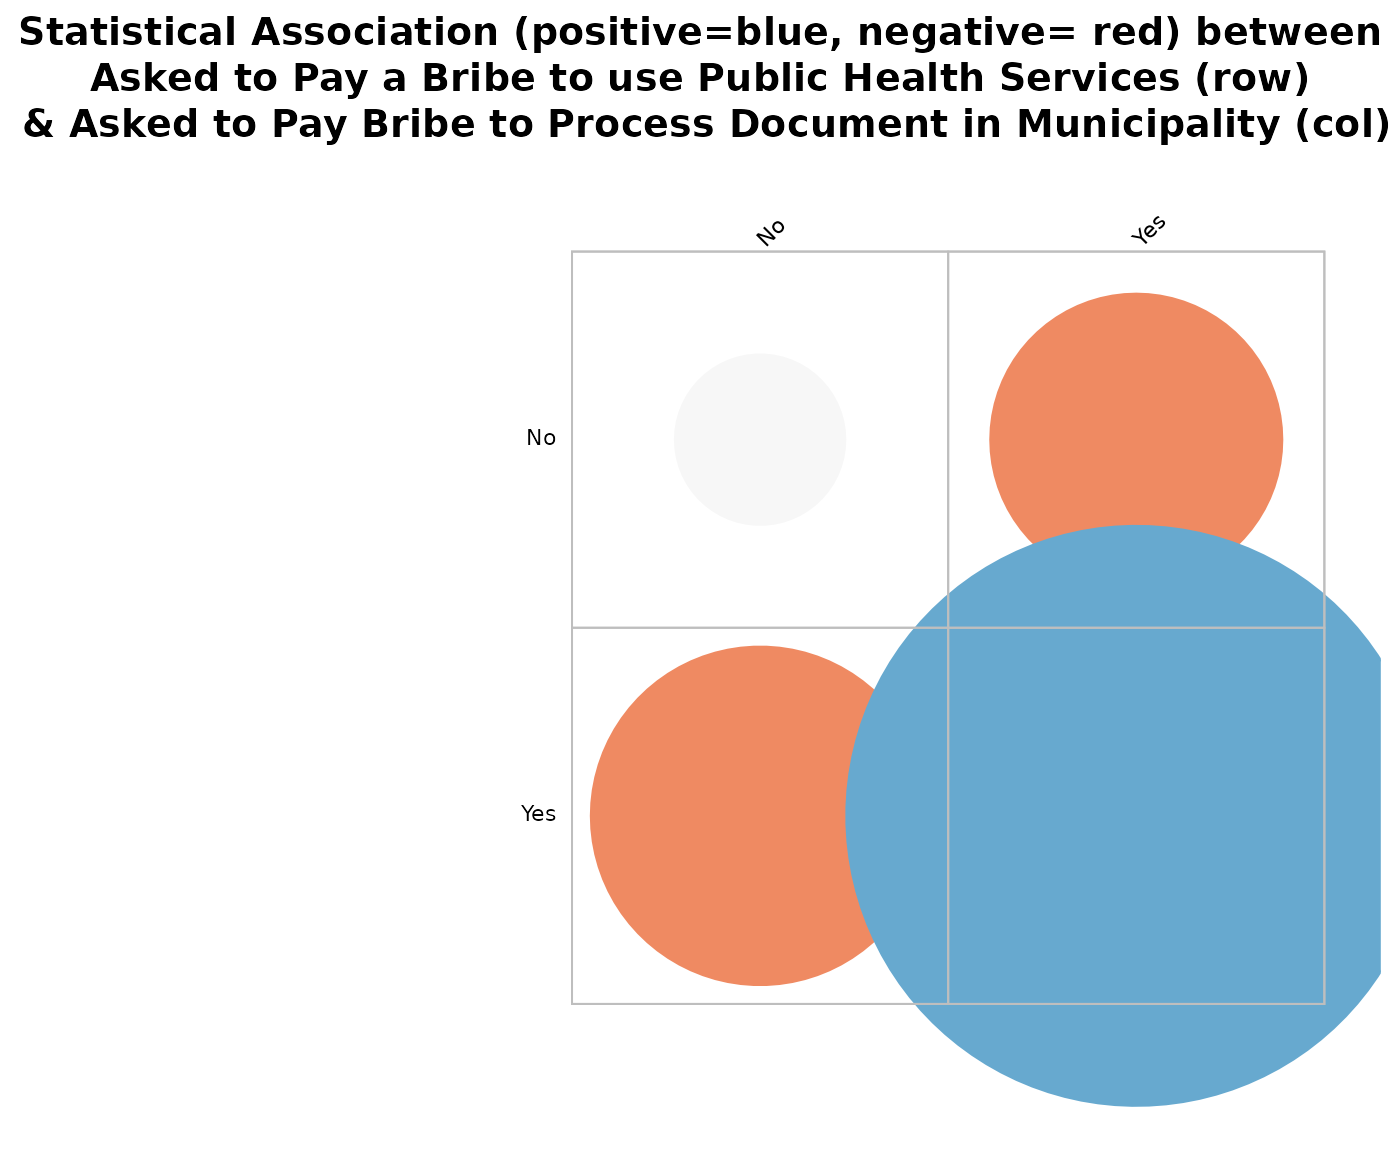 Statistical Association (positive=blue, negative= red) between
Asked to Pay a Bribe to use Public Health Services (row)
& Asked to Pay Bribe to Process Document in Municipality (col)
No
Yes
No
Yes